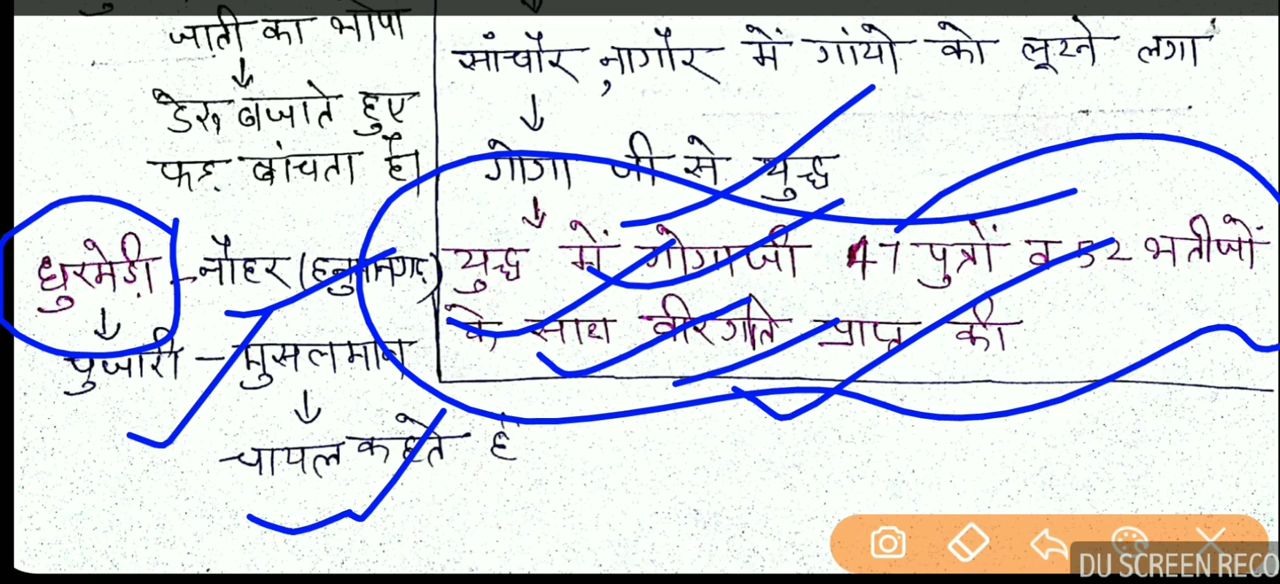 जाती का भोपा
↓
डेरू बजाते हुए
फड़ बांचता है।
धुरमेड़ी - नौहर (हनुमानगढ़)
↓
पुजारी - मुसलमान
↓
चायल कहते हैं
↓
सांचौर, नागौर में गांयो को लूटने लगा
↓
गोगा जी से युद्ध
↓
युद्ध में गोगाजी 47 पुत्रों व 52 भतीजों
के साथ वीरगति प्राप्त की
DU SCREEN RECO